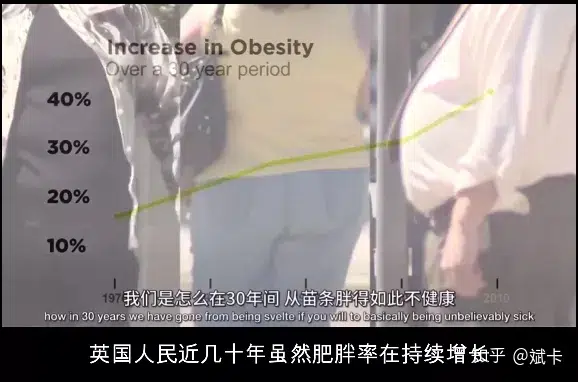 Increase in Obesity
Over a 30 year period
40%
30%
20%
10%
2010
我们是怎么在30年间 从苗条胖得如此不健康
how in 30 years we have gone from being svelte if you will to basically being unbelievably sick
英国人民近几十年虽然肥胖率在持续增长
知乎 @斌卡